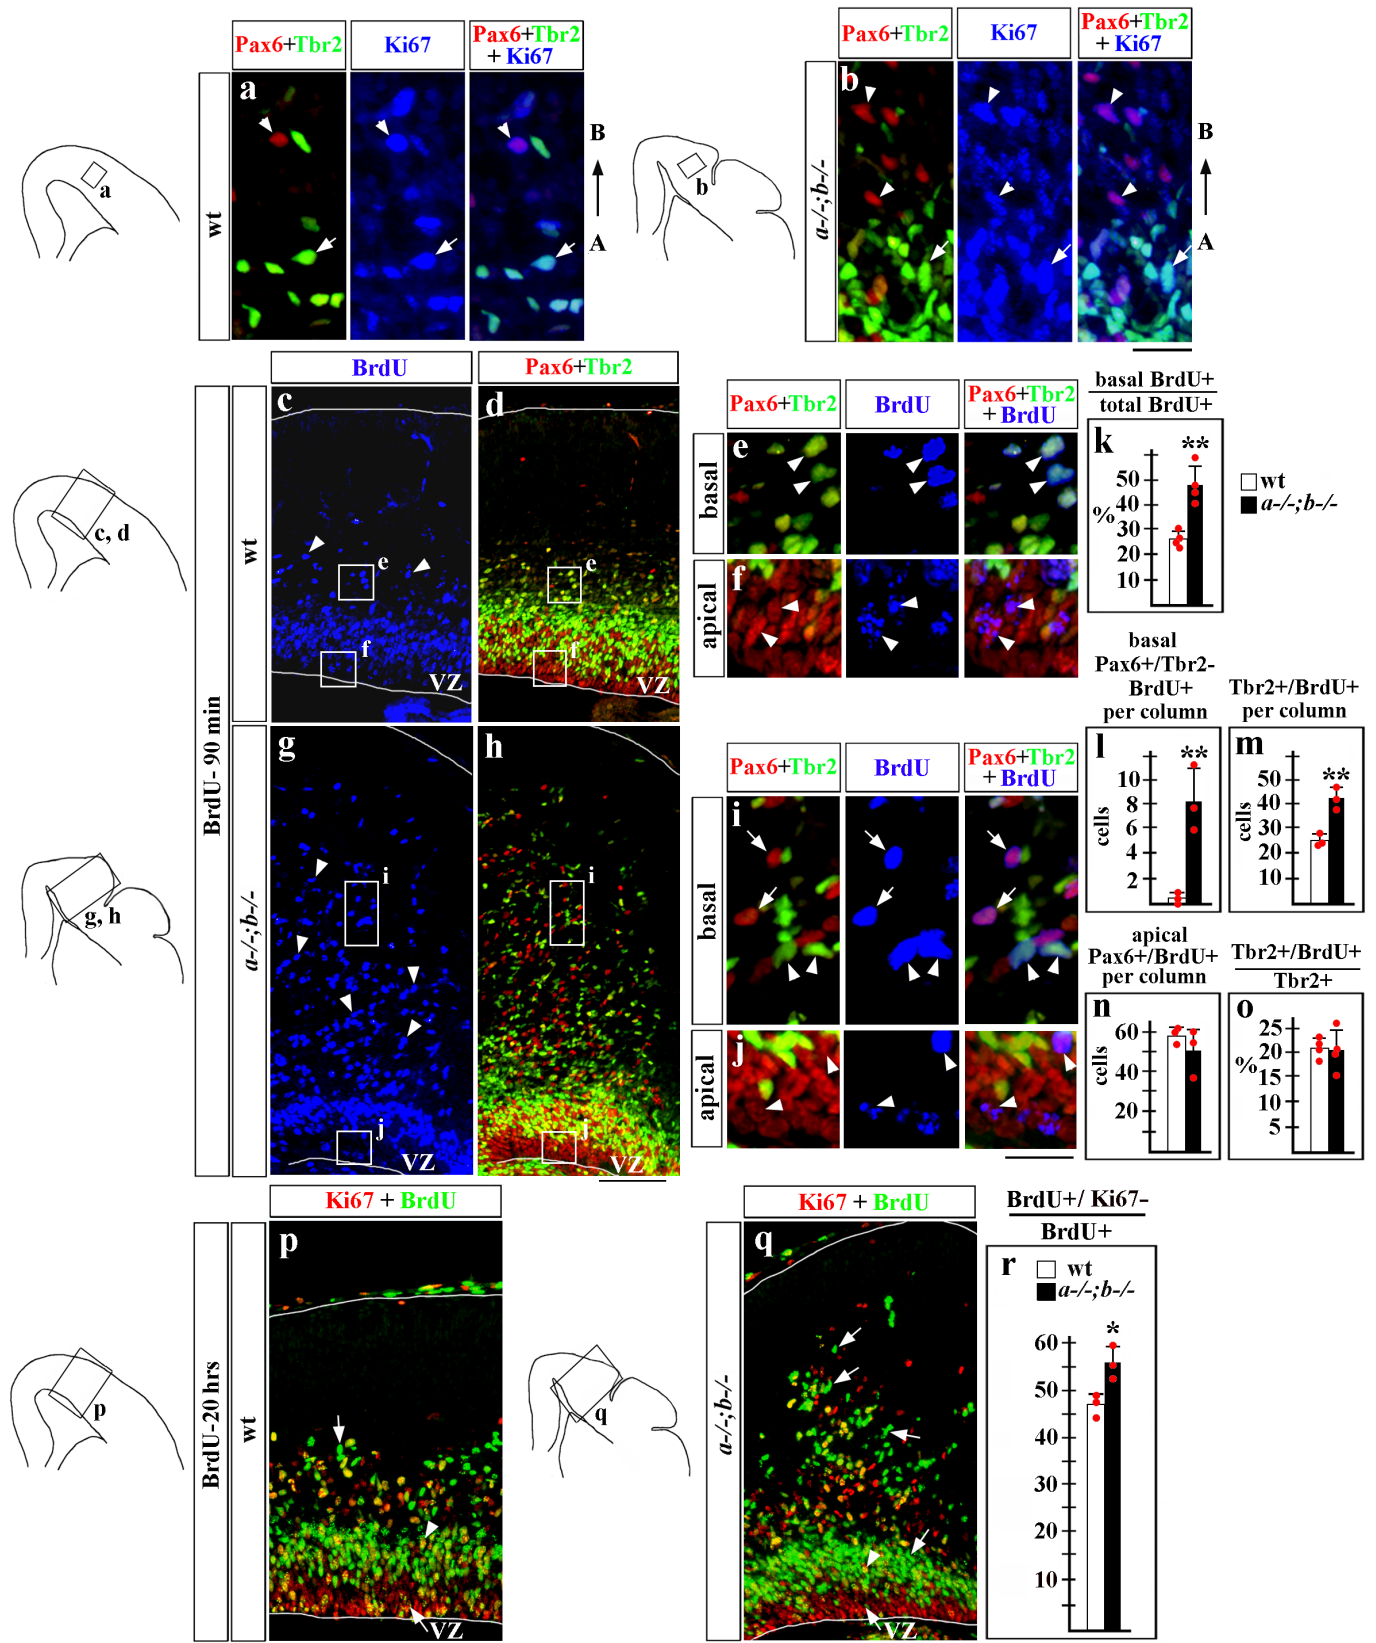 Pax6+Tbr2
Ki67
Pax6+Tbr2
+ Ki67
wt
a
a
B
A
Pax6+Tbr2
Ki67
Pax6+Tbr2
+ Ki67
a-/-;b-/-
b
b
B
A
BrdU- 90 min
BrdU
Pax6+Tbr2
wt
c
e
f
VZ
d
e
f
VZ
c, d
a-/-;b-/-
g
i
j
VZ
h
i
j
VZ
g, h
Pax6+Tbr2
BrdU
Pax6+Tbr2
+ BrdU
basal
e
apical
f
Pax6+Tbr2
BrdU
Pax6+Tbr2
+ BrdU
basal
i
apical
j
basal BrdU+
total BrdU+
k
**
50
40
%
30
20
10
wt
a-/-;b-/-
basal
Pax6+/Tbr2-
BrdU+
per column
l
**
10
8
6
4
2
cells
Tbr2+/BrdU+
per column
m
**
50
40
30
20
10
cells
apical
Pax6+/BrdU+
per column
n
60
40
20
cells
Tbr2+/BrdU+
Tbr2+
o
25
20
%
15
10
5
BrdU-20 hrs
Ki67 + BrdU
wt
p
VZ
p
Ki67 + BrdU
a-/-;b-/-
q
VZ
q
BrdU+/ Ki67-
BrdU+
r
wt
a-/-;b-/-
*
60
50
40
30
20
10